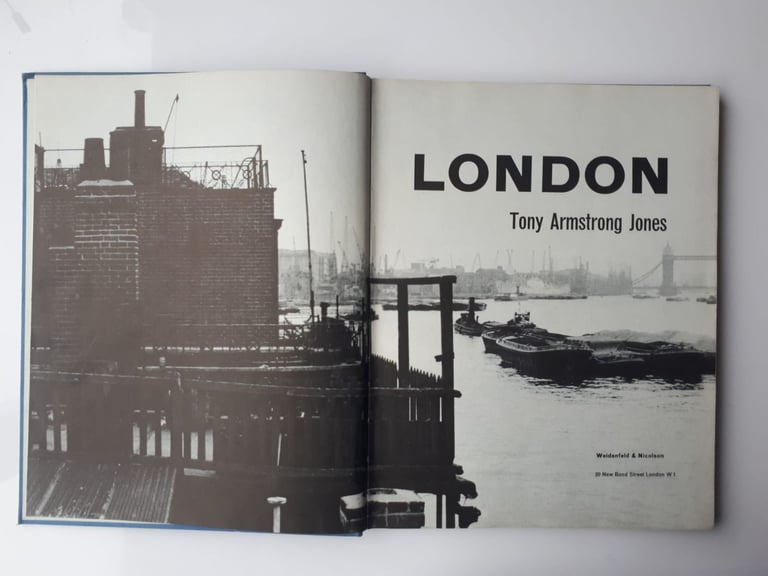 LONDON
Tony Armstrong Jones
Weidenfeld & Nicolson
20 New Bond Street London W 1